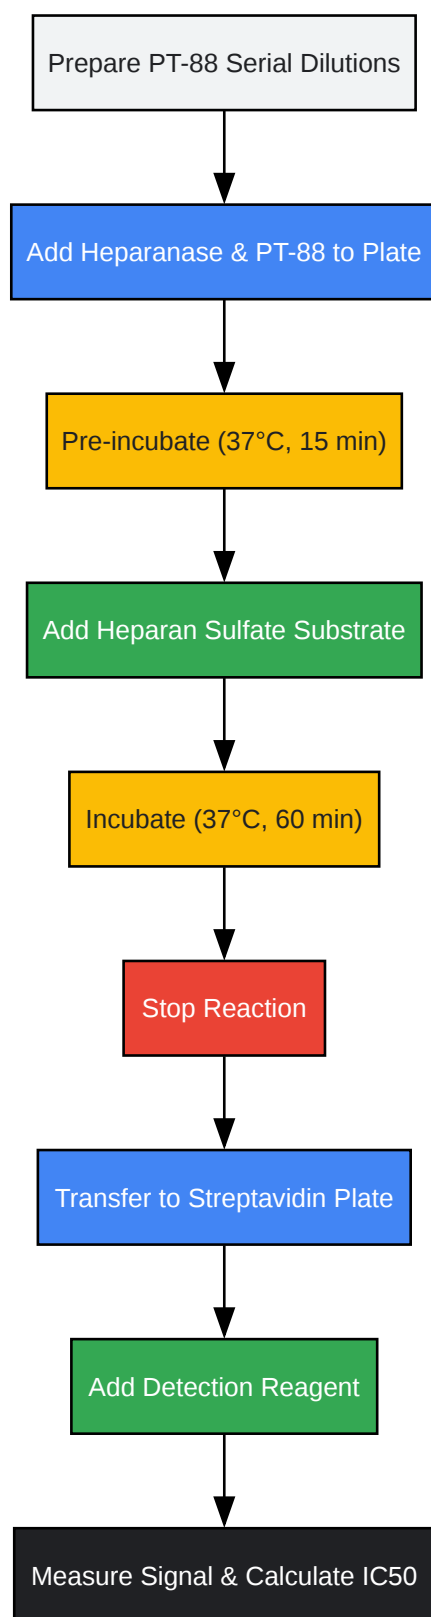 Prepare PT-88 Serial Dilutions
Add Heparanase & PT-88 to Plate
Pre-incubate (37°C, 15 min)
Add Heparan Sulfate Substrate
Incubate (37°C, 60 min)
Stop Reaction
Transfer to Streptavidin Plate
Add Detection Reagent
Measure Signal & Calculate IC50